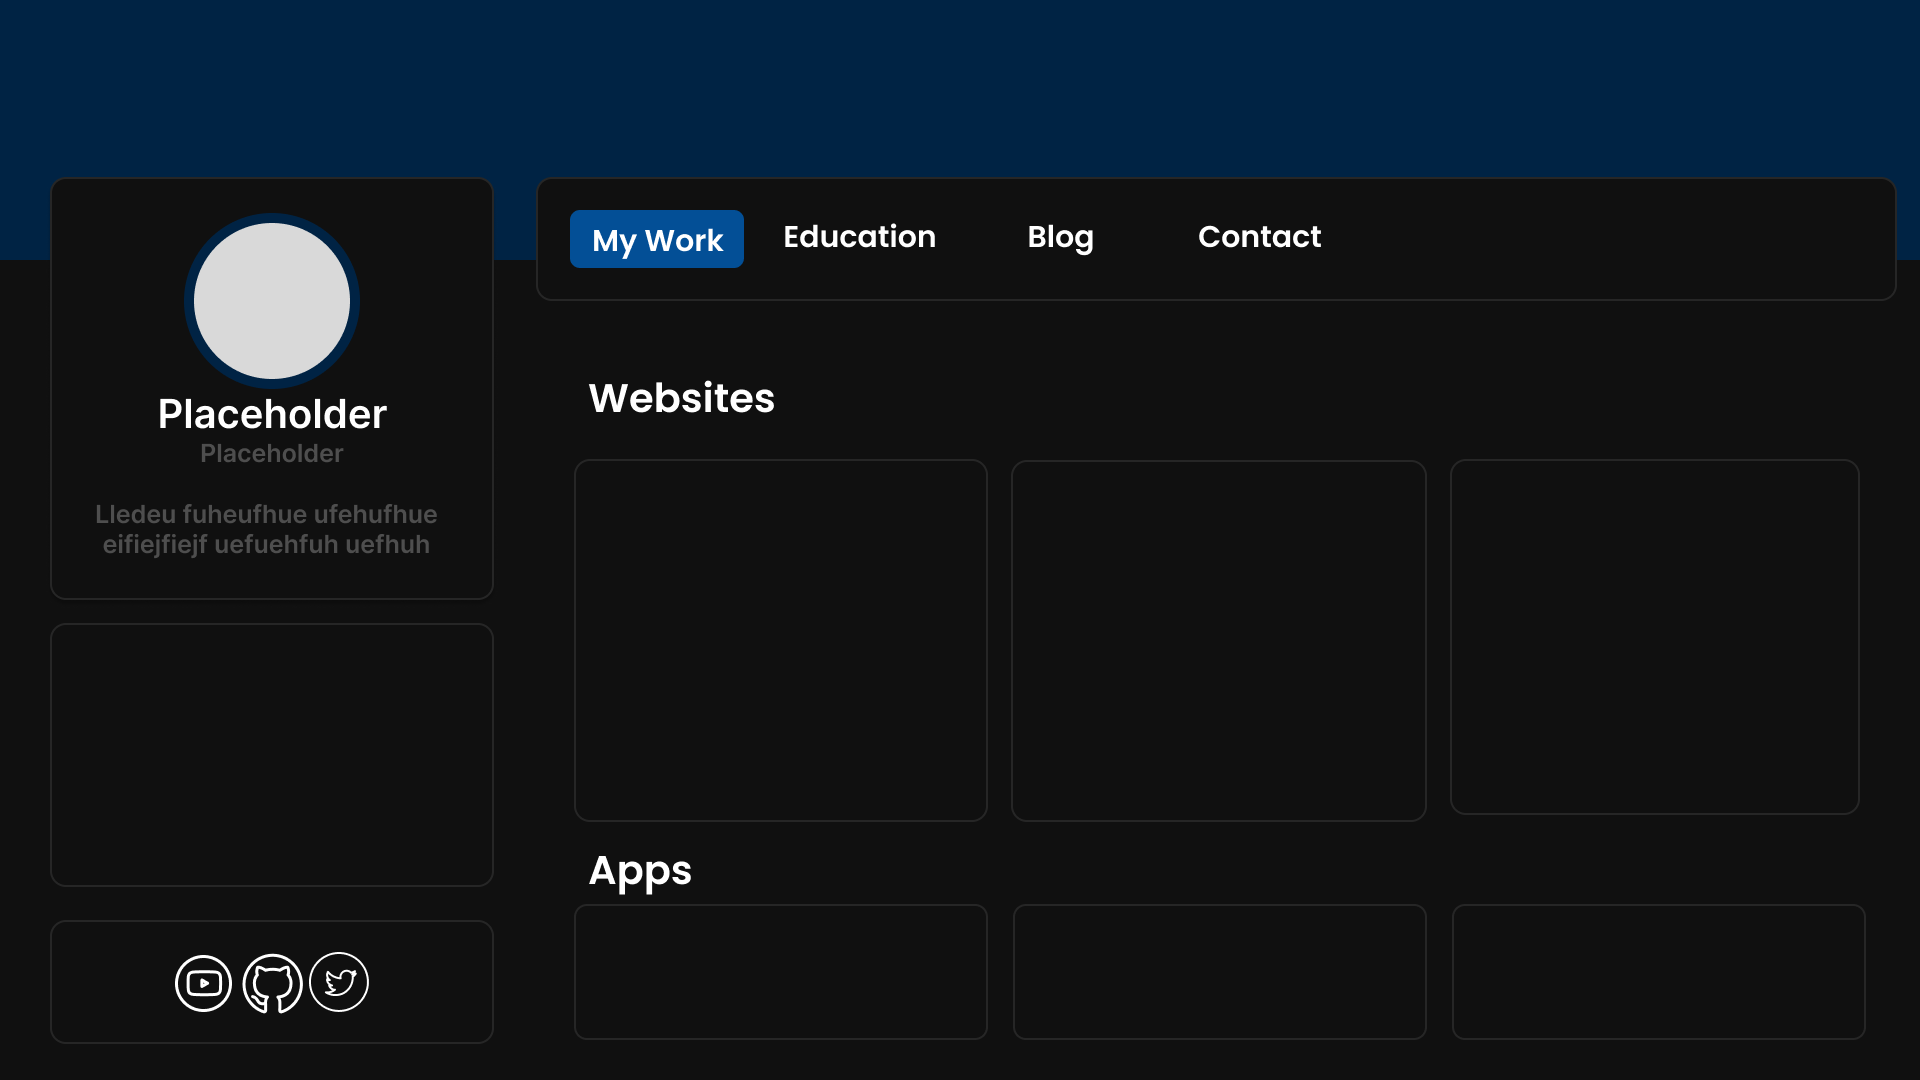 My Work
Education
Blog
Contact
Placeholder
Placeholder
Lledeu fuheufhue ufehufhue
eifiejfiejf uefuehfuh uefhuh
Websites
Apps